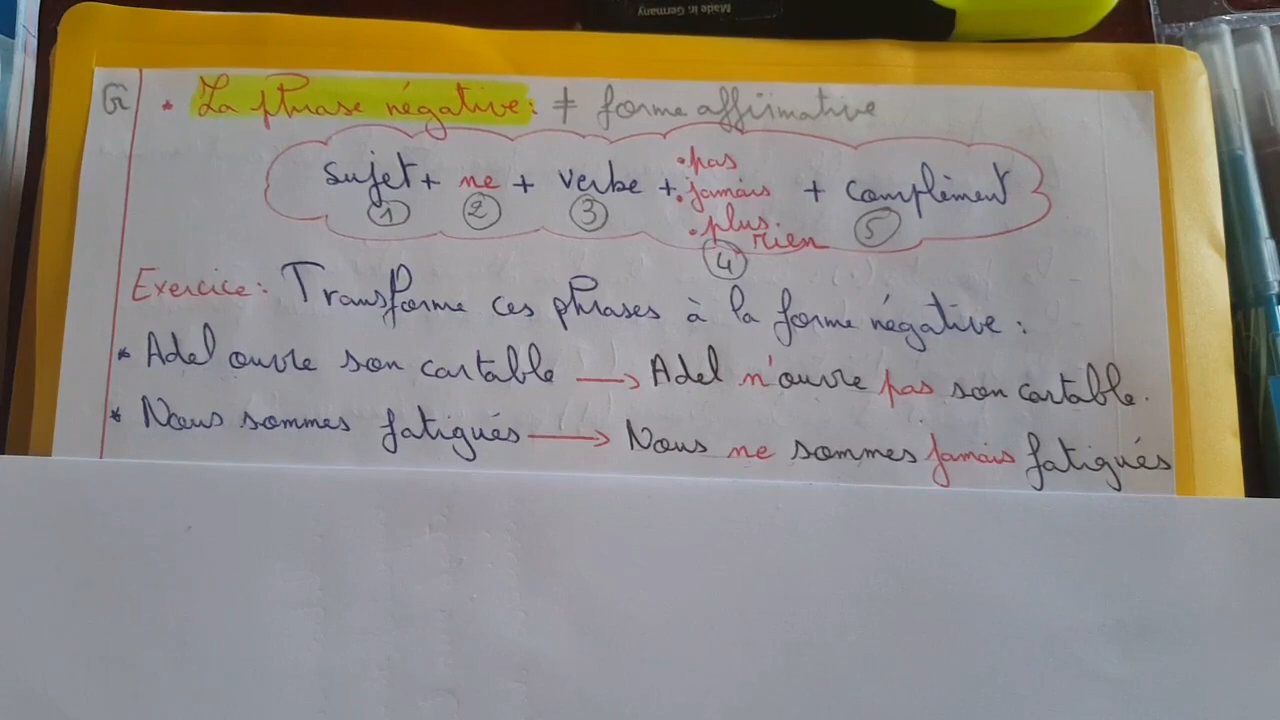 Made in Germany
Gr • La phrase négative: ≠ forme affirmative
Sujet + ne + verbe + • pas • jamais • plus. rien + complèment
① ② ③ ④ ⑤
Exercice: Transforme ces phrases à la forme négative:
* Adel ouvre son cartable → Adel n'ouvre pas son cartable.
* Nous sommes fatigués → Nous ne sommes jamais fatigués